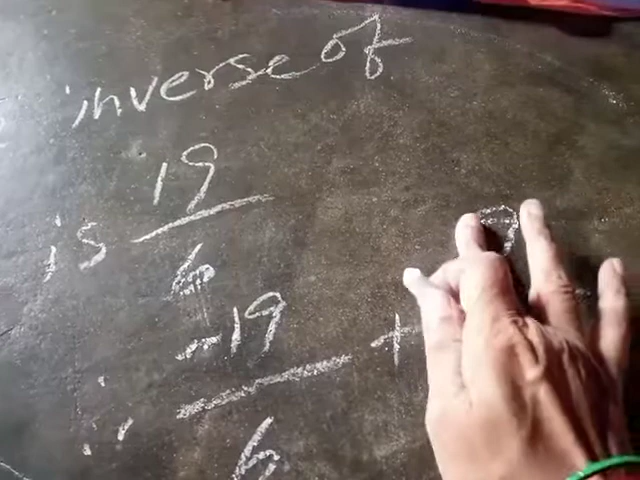 inverse of
is 19/6
∴ -19/6 +